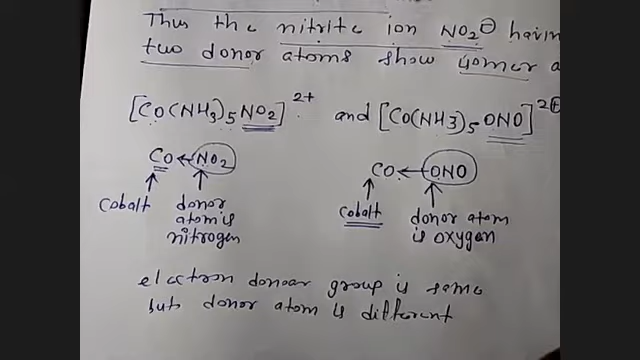 Thus the nitrite ion NO2⊖ havin
two donor atoms show isomer a
[CO(NH3)5NO2]2+ and [CO(NH3)5ONO]2⊕
CO←NO2 CO←ONO
cobalt donor atom is nitrogen cobalt donor atom is oxygen
electron donoar group is same
but donor atom is different